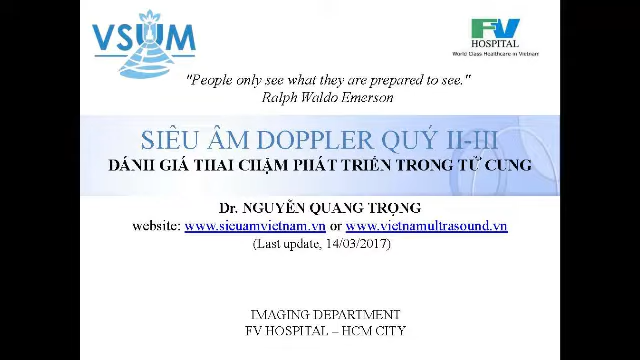 VSUM
FV
HOSPITAL
World Class Healthcare in Vietnam
"People only see what they are prepared to see."
Ralph Waldo Emerson
SIÊU ÂM DOPPLER QUÝ II-III
ĐÁNH GIÁ THAI CHẬM PHÁT TRIỂN TRONG TỬ CUNG
Dr. NGUYỄN QUANG TRỌNG
website: www.sieuamvietnam.vn or www.vietnamultrasound.vn
(Last update, 14/03/2017)
IMAGING DEPARTMENT
FV HOSPITAL – HCM CITY